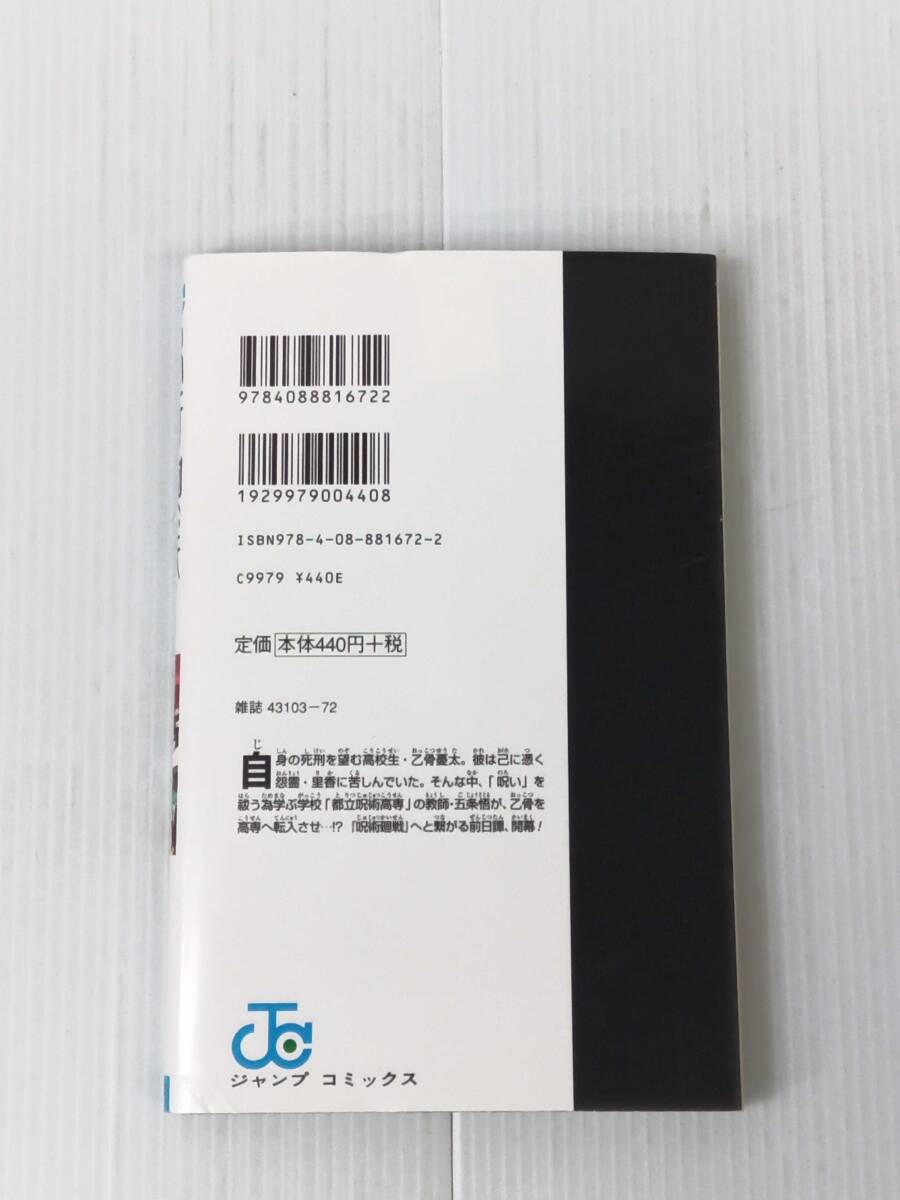 9784088816722
1929979004408
ISBN978-4-08-881672-2
C9979 ¥440E
定価 本体440円+税
雑誌 43103-72
自身の死刑を望む高校生・乙骨憂太。彼は己に憑く
怨霊・里香に苦しんでいた。そんな中、「呪い」を
祓う為学ぶ学校「都立呪術高専」の教師・五条悟が、乙骨を
高専へ転入させ…!? 「呪術廻戦」へと繋がる前日譚、開幕!
JC
ジャンプ コミックス